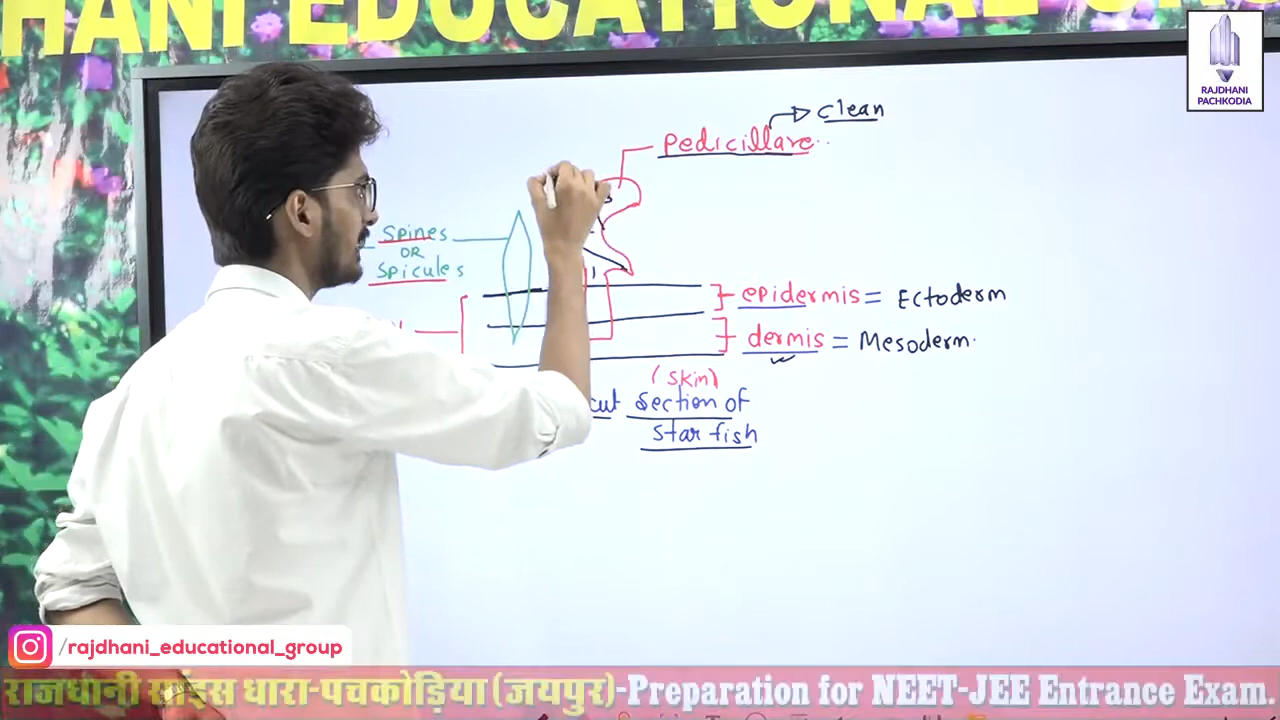 HANI EDUCATIONAL
RAJDHANI
PACHKODIA
clean
Pedicillare..
Spines
OR
Spicules
epidermis = Ectoderm
dermis = Mesoderm.
(skin)
cut section of
star fish
/rajdhani_educational_group
राजधानी साइंस धारा-पचकोड़िया (जयपुर)-Preparation for NEET-JEE Entrance Exam.